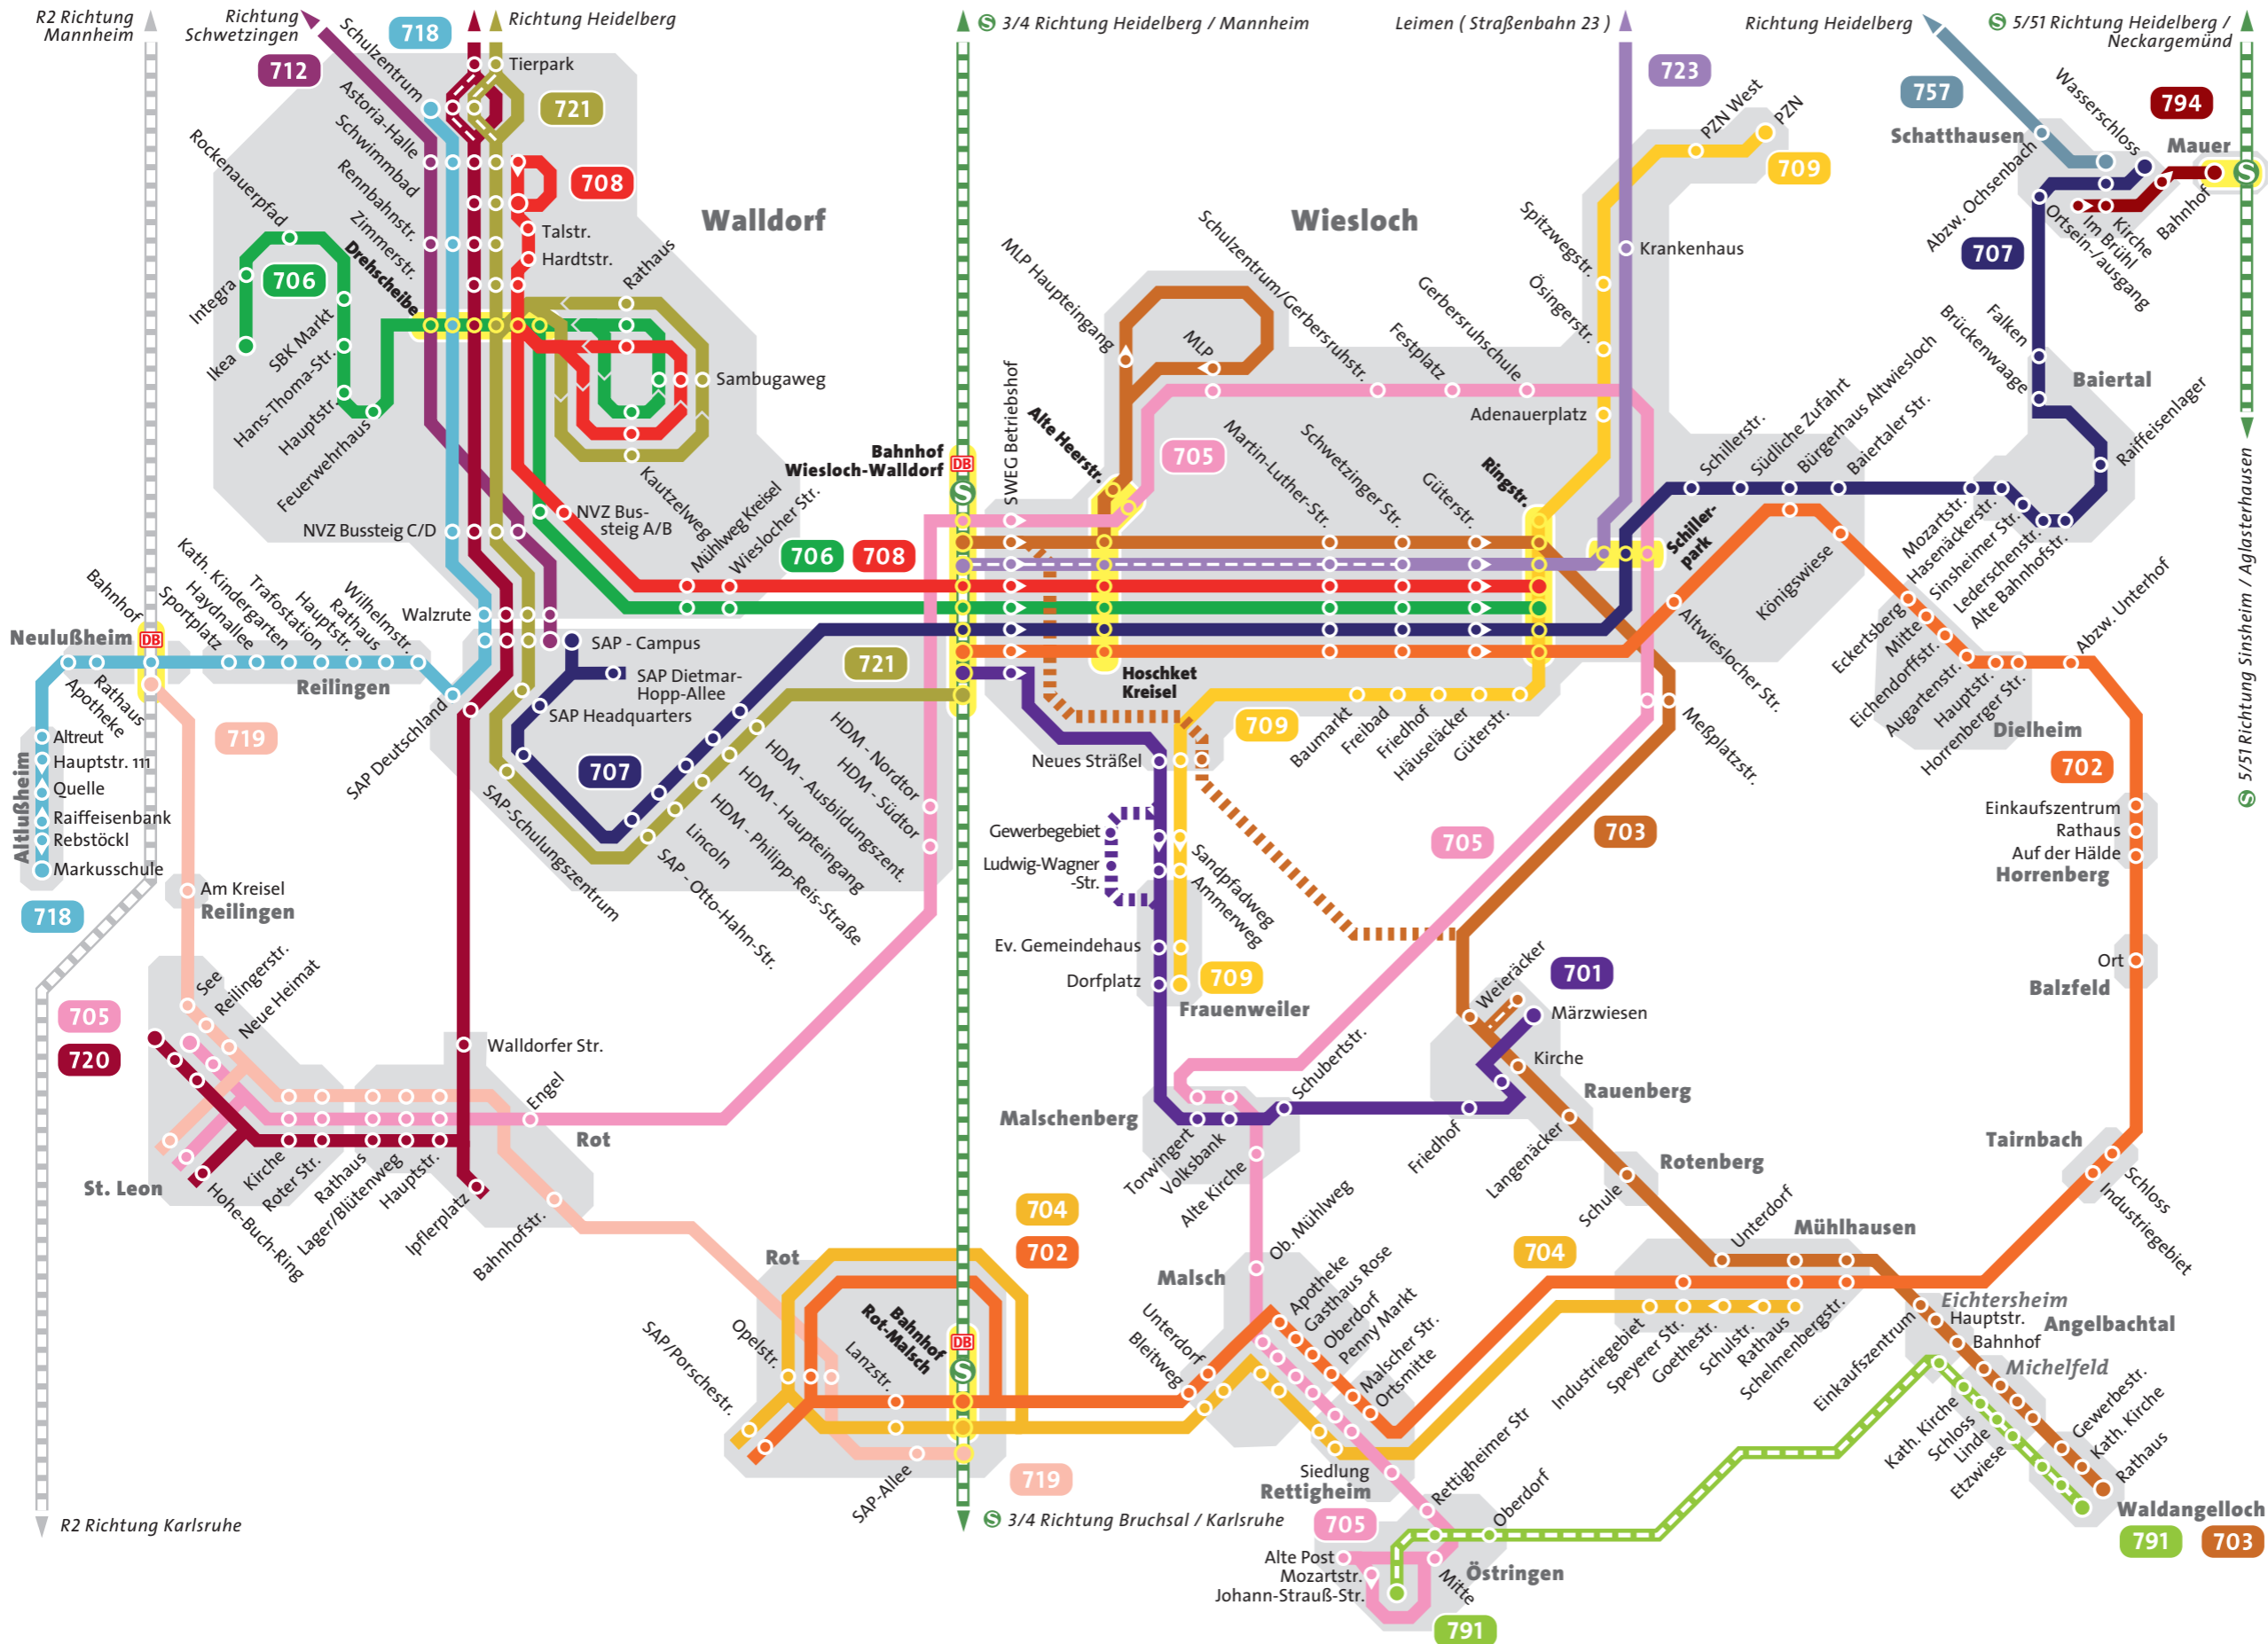 R2 Richtung
Mannheim
Richtung
Schwetzingen
712
Schulzentrum
718
Richtung Heidelberg
S 3/4 Richtung Heidelberg / Mannheim
Leimen ( Straßenbahn 23 )
723
Richtung Heidelberg
757
S 5/51 Richtung Heidelberg /
Neckargemünd
794
Mauer
S
Bahnhof
Wasserschloss
Schatthausen
Abzw. Ochsenbach
Ortsein-/ausgang
Im Brühl
Kirche
707
Tierpark
721
Astoria-Halle
Schwimmbad
Rennbahnstr.
Zimmerstr.
Drehscheibe
708
Talstr.
Hardtstr.
Rathaus
Walldorf
Rockenauerpfad
706
Integra
Ikea
SBK Markt
Hans-Thoma-Str.
Hauptstr.
Feuerwehrhaus
Sambugaweg
Kautzelweg
NVZ Bussteig C/D
NVZ Bus-
steig A/B
Mühlweg Kreisel
Wieslocher Str.
706
708
Walzrute
Bahnhof
Wiesloch-Walldorf
DB
S
Wiesloch
SWEG Betriebshof
MLP Haupteingang
MLP
Alte Heerstr.
705
Schulzentrum/Gerbersruhstr.
Festplatz
Gerbersruhschule
Martin-Luther-Str.
Schwetzinger Str.
Güterstr.
Ringstr.
Hoschket
Kreisel
PZN West
PZN
709
Spitzwegstr.
Ösingerstr.
Adenauerplatz
Krankenhaus
Schiller-
park
Schillerstr.
Südliche Zufahrt
Bürgerhaus Altwiesloch
Baiertaler Str.
Altwieslocher Str.
Königswiese
Meßplatzstr.
Falken
Brückenwaage
Baiertal
Raiffeisenlager
Mozartstr.
Hasenäckerstr.
Sinsheimer Str.
Lederschenstr.
Alte Bahnhofstr.
Eckertsberg
Mitte
Eichendorffstr.
Augartenstr.
Hauptstr.
Horrenberger Str.
Dielheim
Abzw. Unterhof
702
Einkaufszentrum
Rathaus
Auf der Hälde
Horrenberg
Ort
Balzfeld
Tairnbach
Schloss
Industriegebiet
S 5/51 Richtung Sinsheim / Aglasterhausen
Bahnhof
Neulußheim
DB
Sportplatz
Haydnallee
Kath. Kindergarten
Trafostation
Hauptstr.
Rathaus
Wilhelmstr.
Reilingen
Rathaus
Apotheke
Altlußheim
Altreut
Hauptstr. 111
Quelle
Raiffeisenbank
Rebstöckl
Markusschule
718
719
Am Kreisel
Reilingen
SAP Deutschland
SAP - Campus
SAP Dietmar-
Hopp-Allee
SAP Headquarters
707
721
SAP-Schulungszentrum
SAP - Otto-Hahn-Str.
Lincoln
HDM - Philipp-Reis-Straße
HDM - Haupteingang
HDM - Ausbildungszent.
HDM - Südtor
HDM - Nordtor
709
Baumarkt
Freibad
Friedhof
Häuseläcker
Güterstr.
Neues Sträßel
Gewerbegebiet
Ludwig-Wagner
-Str.
Sandpfadweg
Ammerweg
Ev. Gemeindehaus
Dorfplatz
709
Frauenweiler
705
703
701
Weieräcker
Märzwiesen
Kirche
Rauenberg
Friedhof
Langenäcker
Rotenberg
Schule
705
720
See
Reilingerstr.
Neue Heimat
St. Leon
Hohe-Buch-Ring
Kirche
Roter Str.
Rathaus
Lager/Blütenweg
Hauptstr.
Walldorfer Str.
Engel
Rot
Ipflerplatz
Bahnhofstr.
Malschenberg
Torwingert
Volksbank
Alte Kirche
Schubertstr.
Ob. Mühlweg
Malsch
704
702
Rot
SAP/Porschestr.
Opelstr.
Lanzstr.
Bahnhof
Rot-Malsch
DB
S
SAP-Allee
719
Unterdorf
Bleitweg
Apotheke
Gasthaus Rose
Oberdorf
Penny Markt
Malscher Str.
Ortsmitte
Siedlung
Rettigheim
704
Unterdorf
Mühlhausen
Industriegebiet
Speyerer Str.
Goethestr.
Schulstr.
Rathaus
Schelmenbergstr.
Einkaufszentrum
Eichtersheim
Hauptstr.
Bahnhof
Angelbachtal
Michelfeld
Kath. Kirche
Schloss
Linde
Etzwiese
Gewerbestr.
Kath. Kirche
Rathaus
Waldangelloch
791
703
705
Rettigheimer Str
Oberdorf
Alte Post
Mozartstr.
Johann-Strauß-Str.
Mitte
Östringen
791
R2 Richtung Karlsruhe
S 3/4 Richtung Bruchsal / Karlsruhe